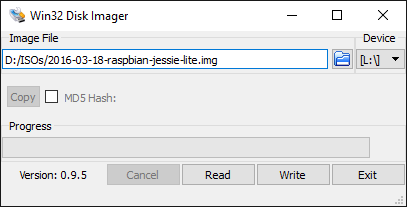 Win32 Disk Imager
Image File Device
D:/ISOs/2016-03-18-raspbian-jessie-lite.img [L:\]
Copy MD5 Hash:
Progress
Version: 0.9.5 Cancel Read Write Exit